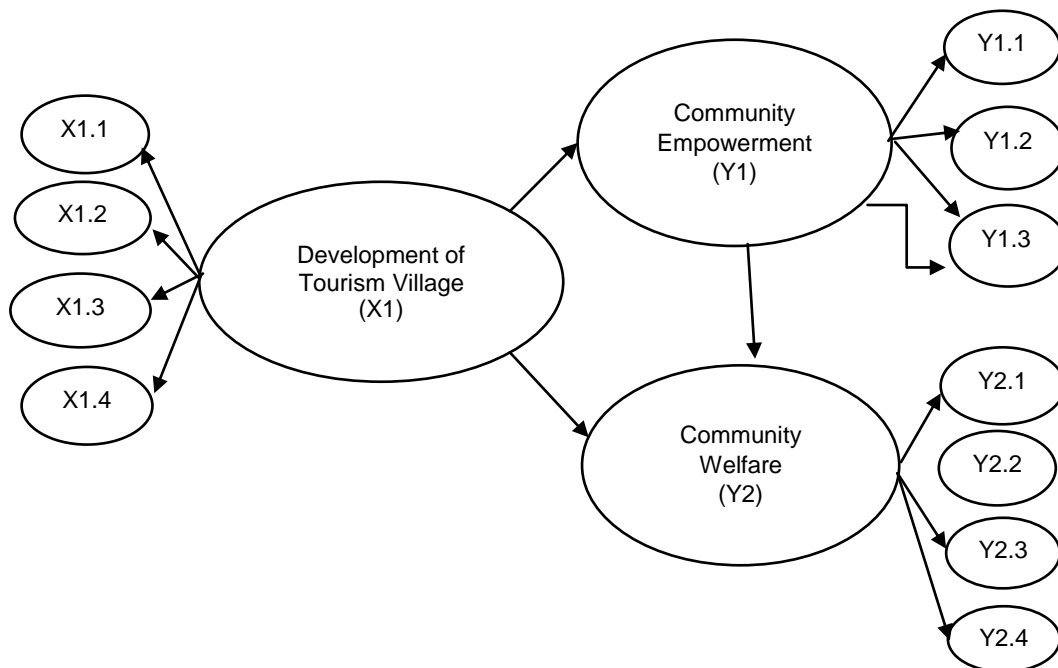 X1.1
X1.2
X1.3
X1.4
Development of
Tourism Village
(X1)
Community
Empowerment
(Y1)
Community
Welfare
(Y2)
Y1.1
Y1.2
Y1.3
Y2.1
Y2.2
Y2.3
Y2.4